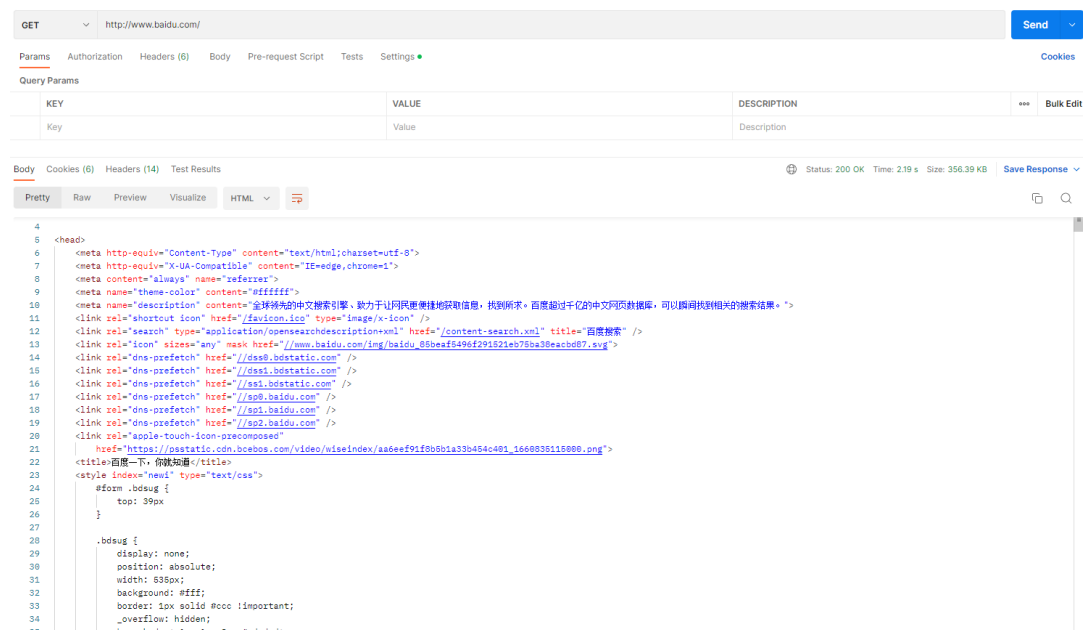 GET http://www.baidu.com/ Send
Params Authorization Headers (6) Body Pre-request Script Tests Settings Cookies
Query Params
KEY VALUE DESCRIPTION ooo Bulk Edit
Key Value Description
Body Cookies (6) Headers (14) Test Results Status: 200 OK Time: 2.19 s Size: 356.39 KB Save Response
Pretty Raw Preview Visualize HTML
4
5 <head>
6 <meta http-equiv="Content-Type" content="text/html;charset=utf-8">
7 <meta http-equiv="X-UA-Compatible" content="IE=edge,chrome=1">
8 <meta content="always" name="referrer">
9 <meta name="theme-color" content="#ffffff">
10 <meta name="description" content="全球领先的中文搜索引擎、致力于让网民更便捷地获取信息，找到所求。百度超过千亿的中文网页数据库，可以瞬间找到相关的搜索结果。">
11 <link rel="shortcut icon" href="/favicon.ico" type="image/x-icon" />
12 <link rel="search" type="application/opensearchdescription+xml" href="/content-search.xml" title="百度搜索" />
13 <link rel="icon" sizes="any" mask href="//www.baidu.com/img/baidu_85beaf5496f291521eb75ba38eacbd87.svg">
14 <link rel="dns-prefetch" href="//dss0.bdstatic.com" />
15 <link rel="dns-prefetch" href="//dss1.bdstatic.com" />
16 <link rel="dns-prefetch" href="//ss1.bdstatic.com" />
17 <link rel="dns-prefetch" href="//sp0.baidu.com" />
18 <link rel="dns-prefetch" href="//sp1.baidu.com" />
19 <link rel="dns-prefetch" href="//sp2.baidu.com" />
20 <link rel="apple-touch-icon-precomposed"
21 href="https://psstatic.cdn.bcebos.com/video/wiseindex/aa6eef91f8b5b1a33b454c401_1660835115000.png">
22 <title>百度一下，你就知道</title>
23 <style index="newi" type="text/css">
24 #form .bdsug {
25 top: 39px
26 }
27
28 .bdsug {
29 display: none;
30 position: absolute;
31 width: 535px;
32 background: #fff;
33 border: 1px solid #ccc !important;
34 _overflow: hidden;